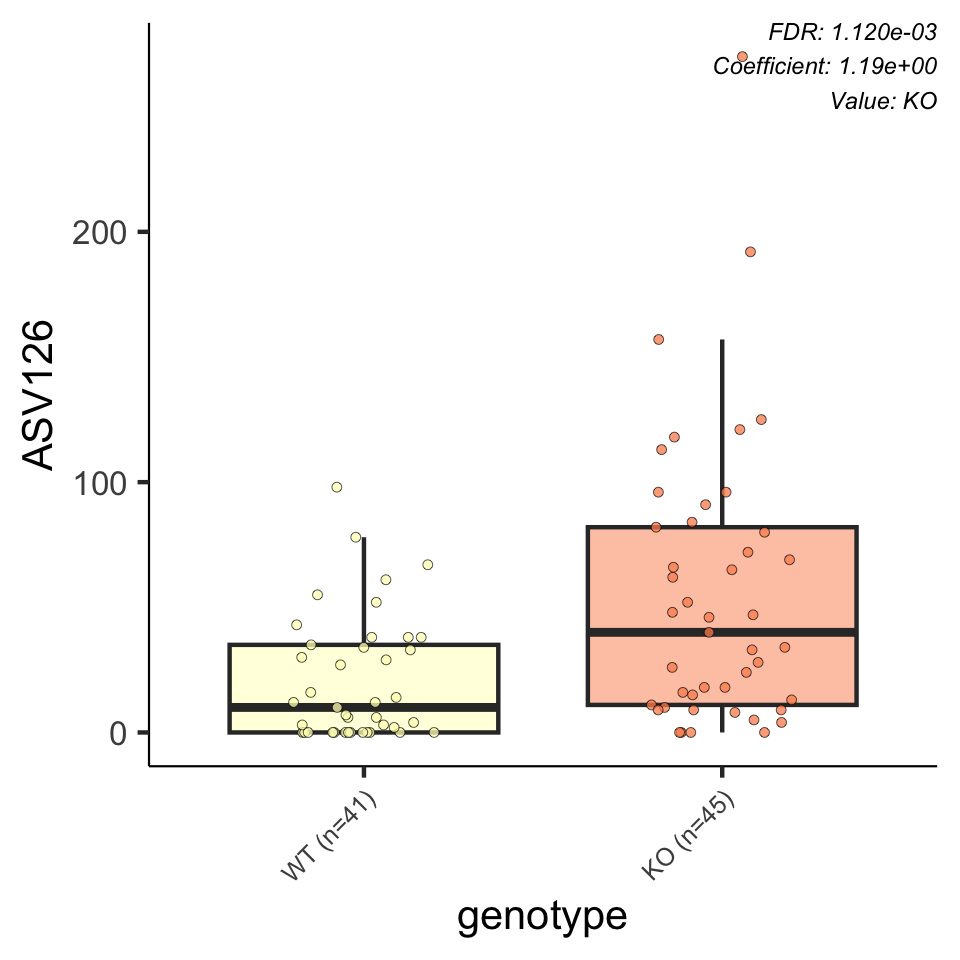 FDR: 1.120e-03
Coefficient: 1.19e+00
Value: KO
200
100
0
ASV126
WT (n=41)
KO (n=45)
genotype